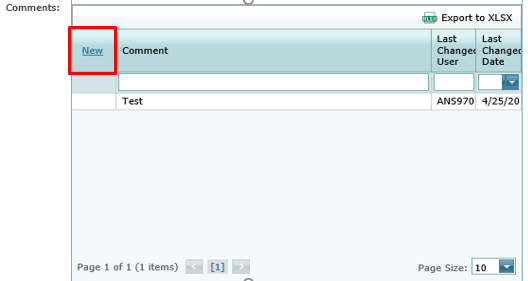 Comments:
Export to XLSX
New
Comment
Last Changed User
Last Changed Date
Test
ANS970
4/25/20
Page 1 of 1 (1 items)
[1]
Page Size:
10